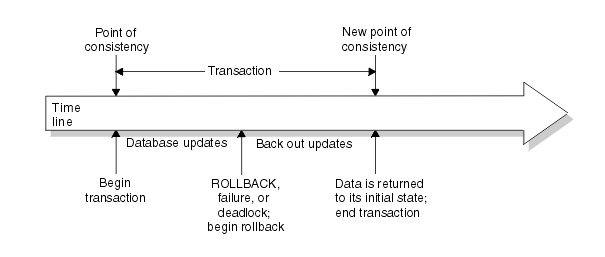 Point of
consistency
New point of
consistency
Transaction
Time
line
Database updates
Back out updates
Begin
transaction
ROLLBACK,
failure, or
deadlock;
begin rollback
Data is returned
to its initial state;
end transaction